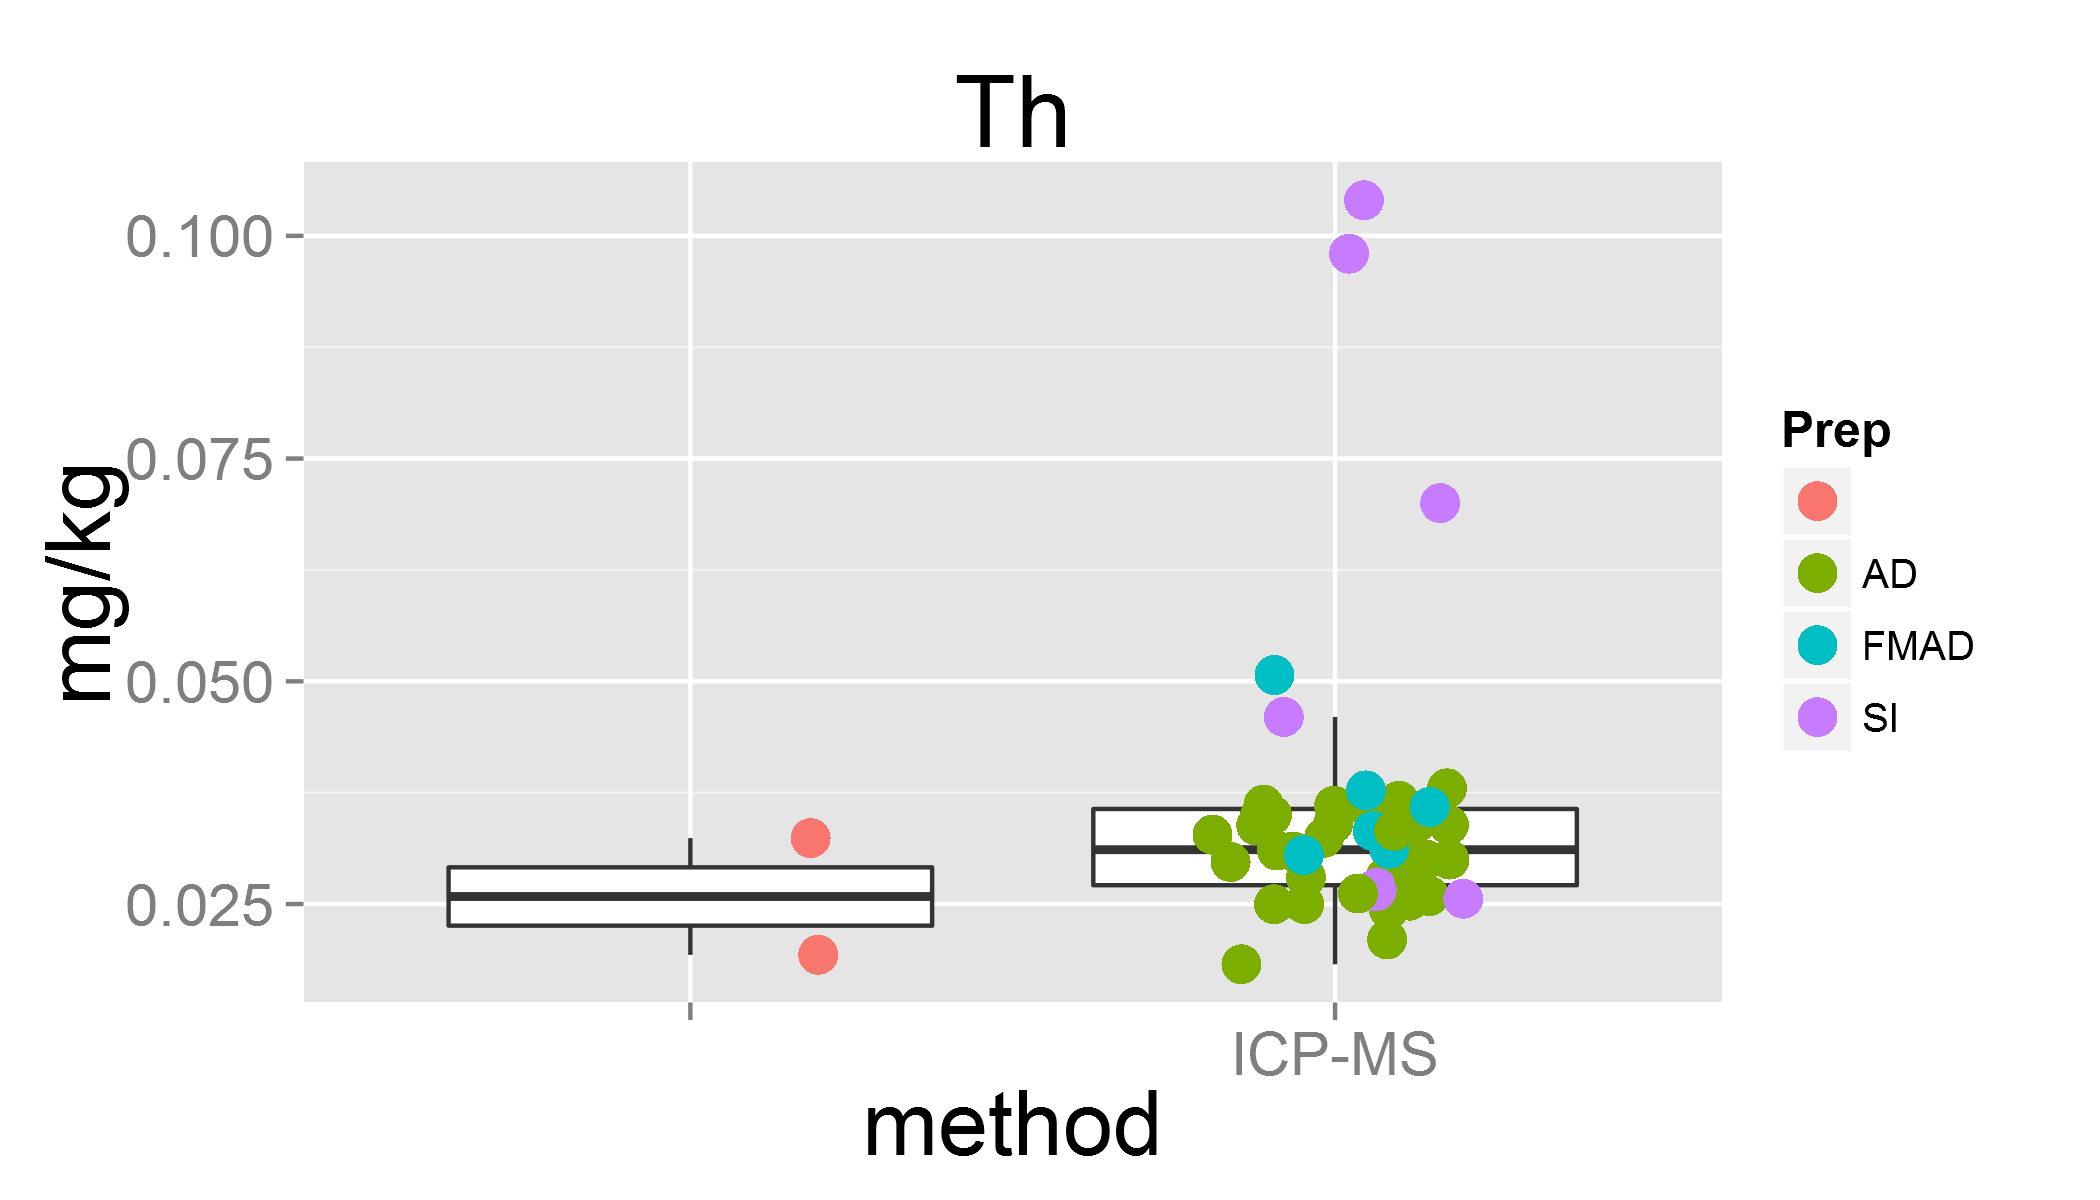 Th
mg/kg
0.100
0.075
0.050
0.025
ICP-MS
method
Prep
AD
FMAD
SI